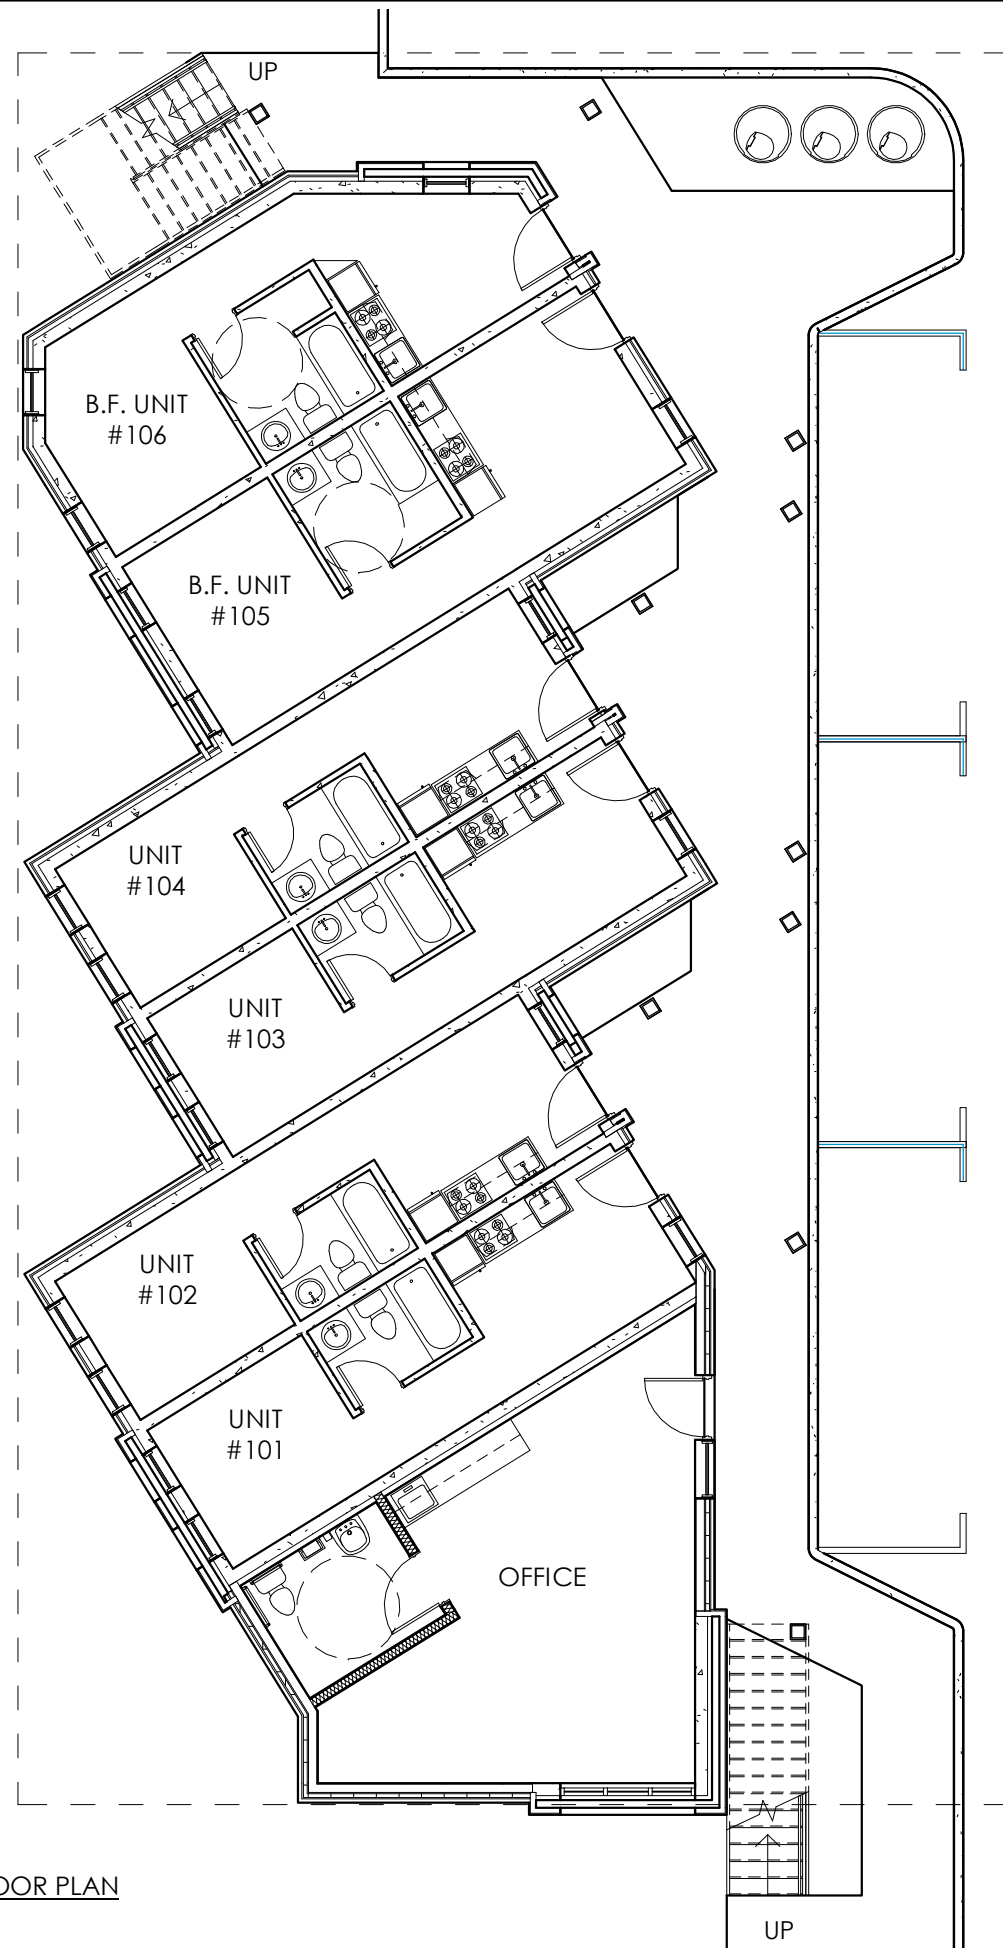 UP
B.F. UNIT
#106
B.F. UNIT
#105
UNIT
#104
UNIT
#103
UNIT
#102
UNIT
#101
OFFICE
OOR PLAN
UP